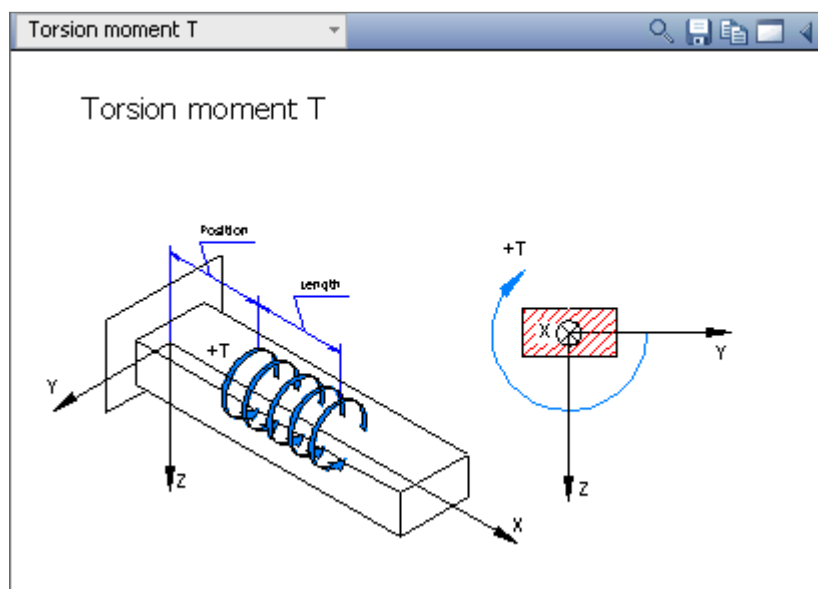 Torsion moment T
Torsion moment T
Position
Length
+T
Y
Z
X
+T
X
Y
Z